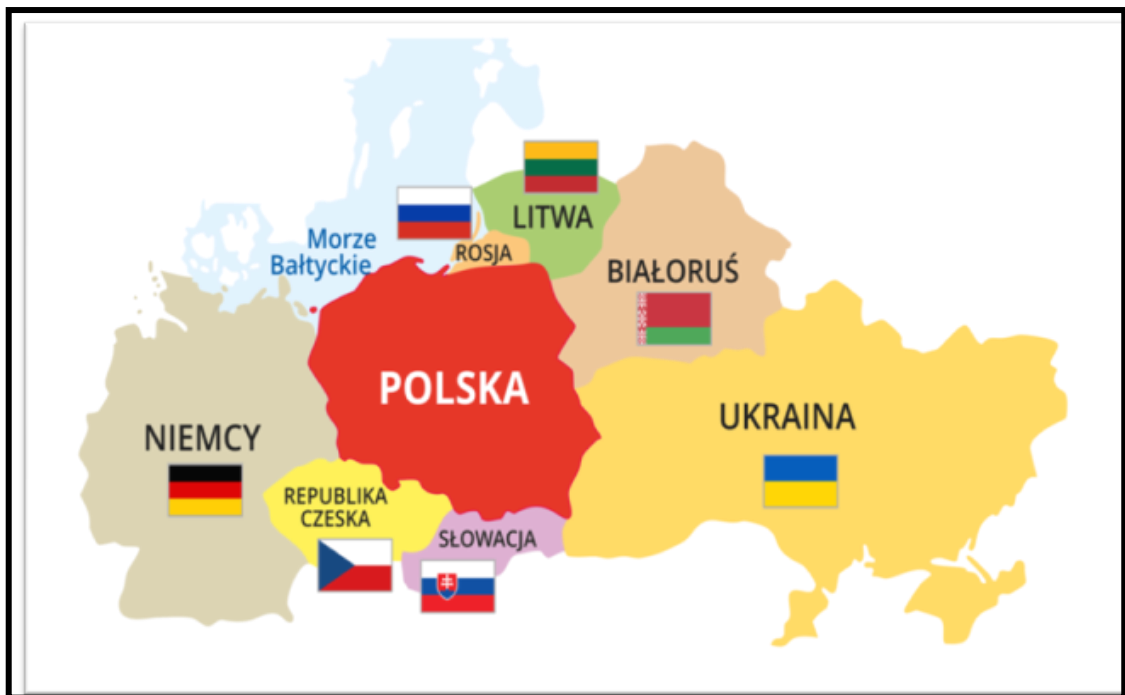 LITWA
Morze
Bałtyckie
ROSJA
BIAŁORUŚ
POLSKA
UKRAINA
NIEMCY
REPUBLIKA
CZESKA
SŁOWACJA